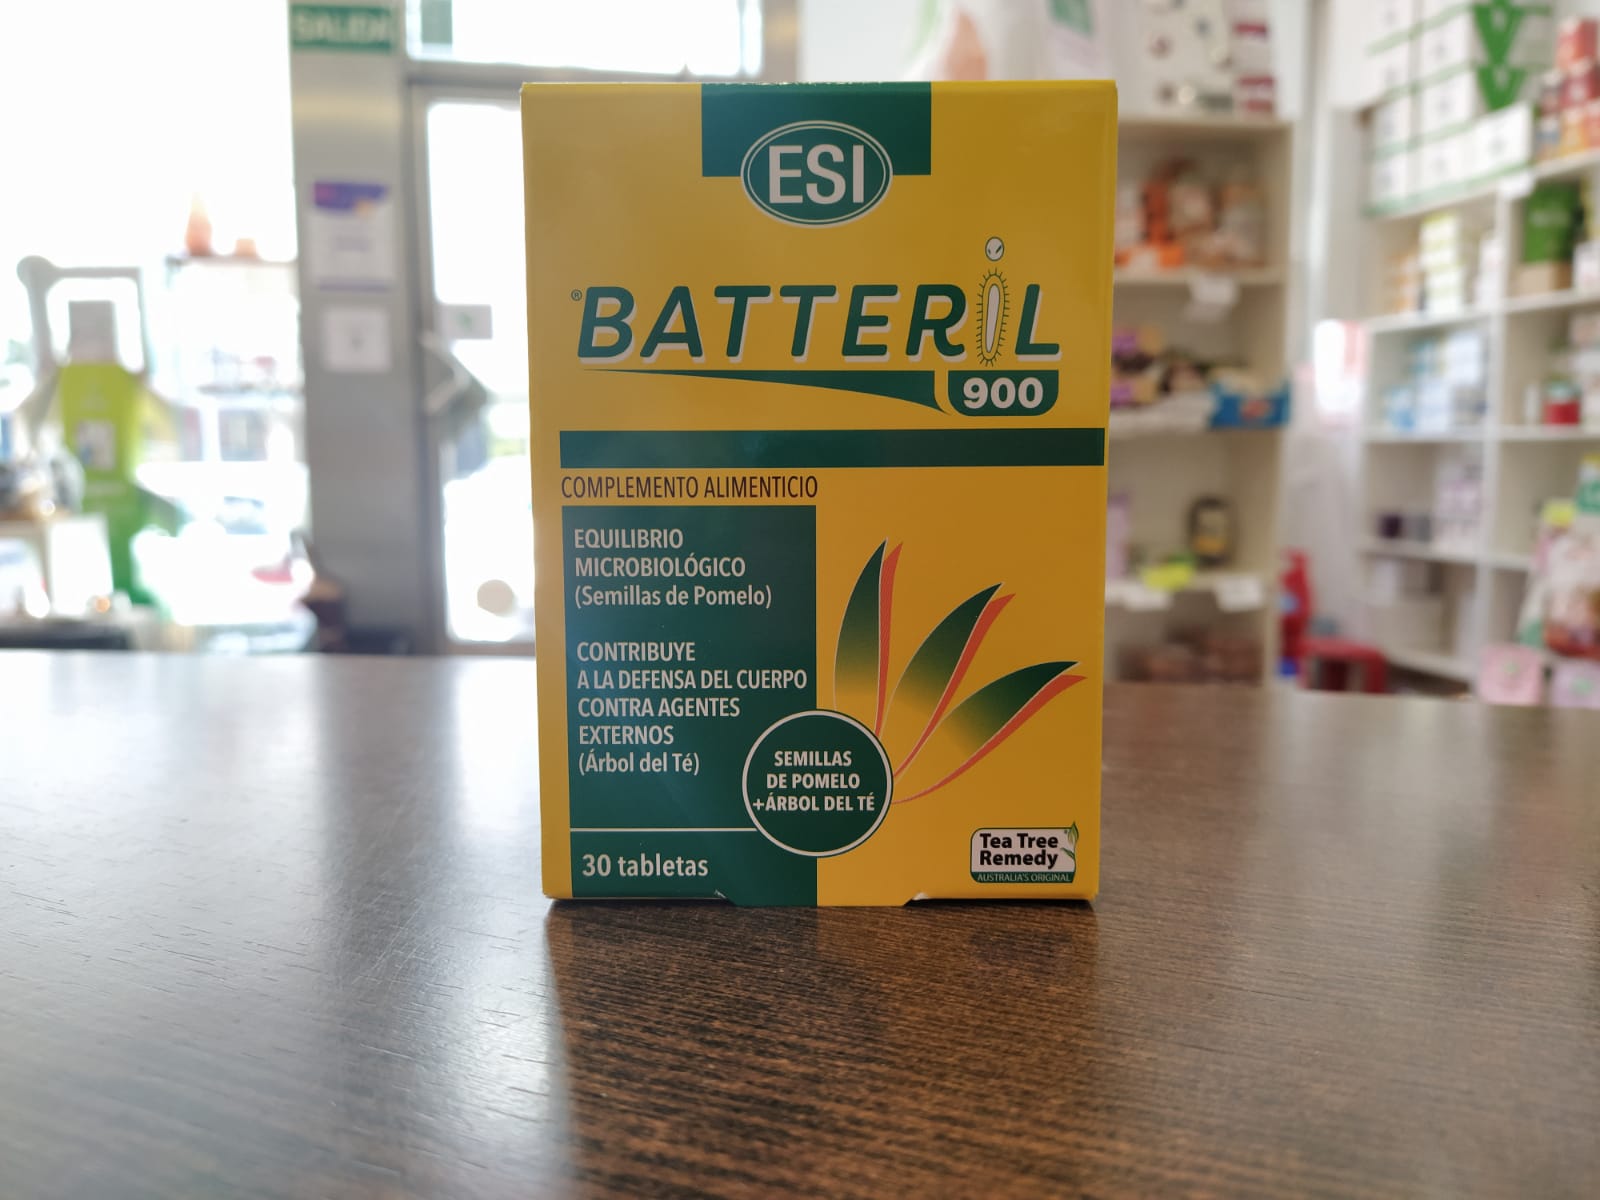 SALIDA
ESI
®BATTERIL
900
COMPLEMENTO ALIMENTICIO
EQUILIBRIO
MICROBIOLÓGICO
(Semillas de Pomelo)
CONTRIBUYE
A LA DEFENSA DEL CUERPO
CONTRA AGENTES
EXTERNOS
(Árbol del Té)
SEMILLAS
DE POMELO
+ÁRBOL DEL TÉ
30 tabletas
Tea Tree
Remedy
AUSTRALIA'S ORIGINAL